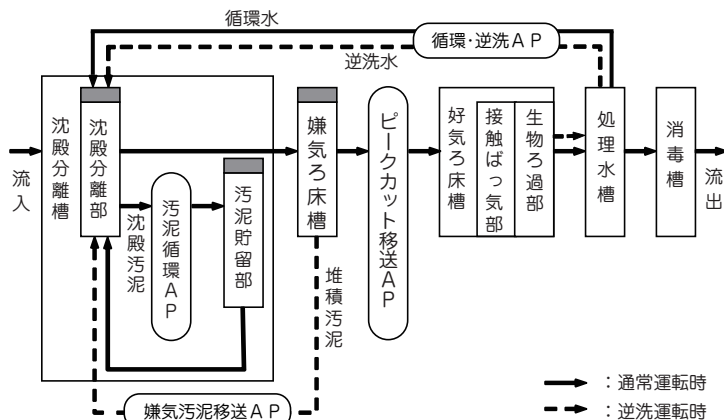 循環水
循環・逆洗ＡＰ
逆洗水
流入
沈殿分離槽
沈殿分離部
沈殿汚泥
汚泥循環ＡＰ
汚泥貯留部
嫌気ろ床槽
堆積汚泥
ピークカット移送ＡＰ
好気ろ床槽
接触ばっ気部
生物ろ過部
処理水槽
消毒槽
流出
嫌気汚泥移送ＡＰ
：通常運転時
：逆洗運転時